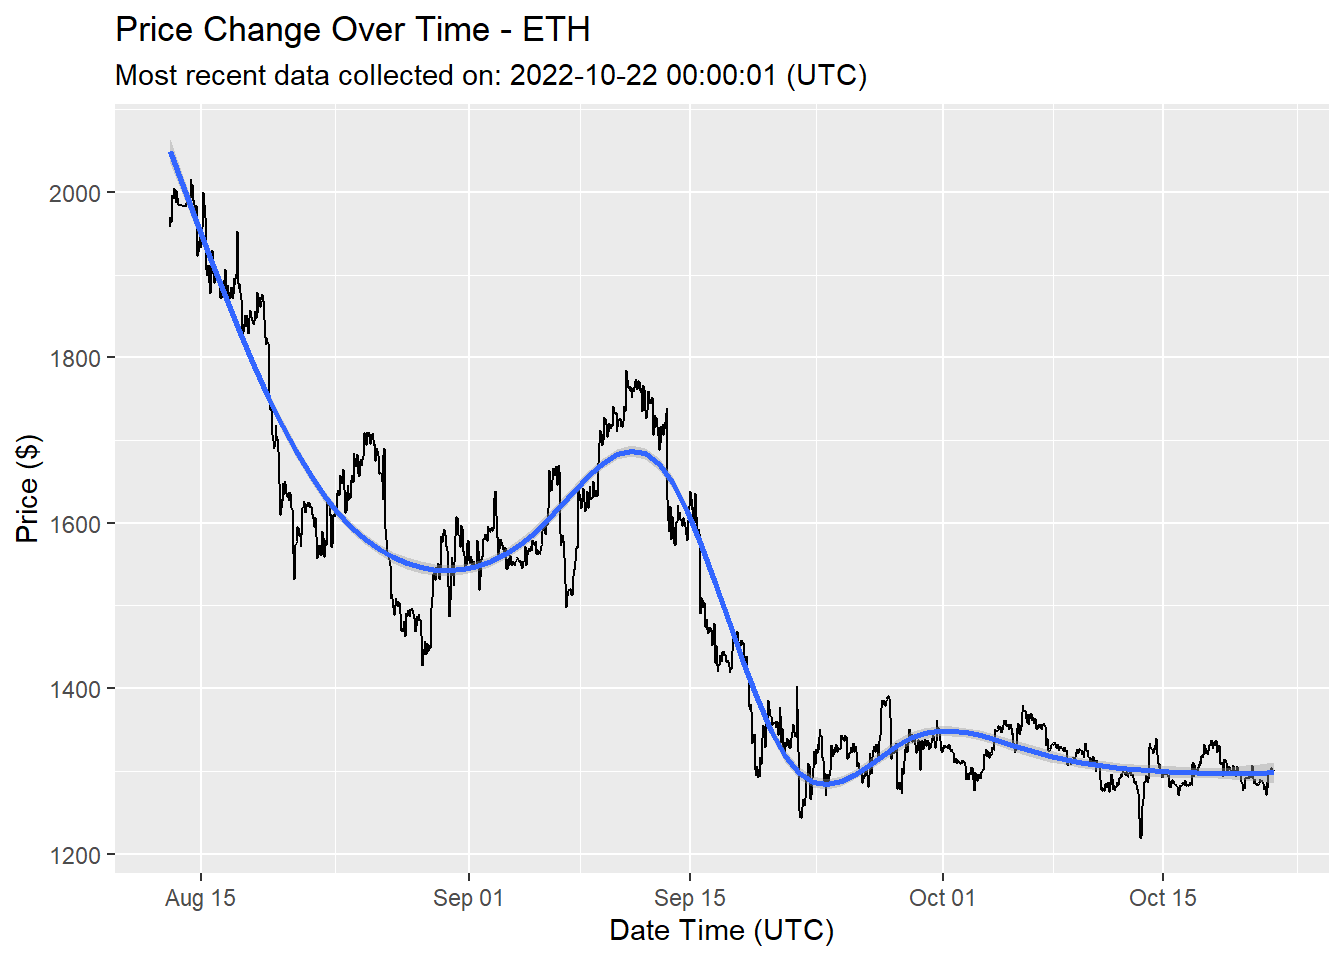 Price Change Over Time - ETH
Most recent data collected on: 2022-10-22 00:00:01 (UTC)
Price ($)
2000
1800
1600
1400
1200
Aug 15 Sep 01 Sep 15 Oct 01 Oct 15
Date Time (UTC)